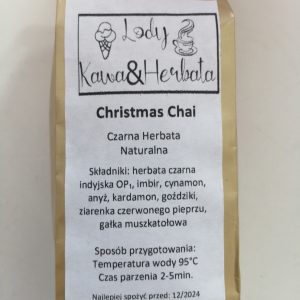 Lody
Kawa&Herbata
Christmas Chai
Czarna Herbata
Naturalna
Składniki: herbata czarna
indyjska OP₁, imbir, cynamon,
anyż, kardamon, goździki,
ziarenka czerwonego pieprzu,
gałka muszkatołowa
Sposób przygotowania:
Temperatura wody 95°C
Czas parzenia 2-5min.
Najlepiej spożyć przed: 12/2024